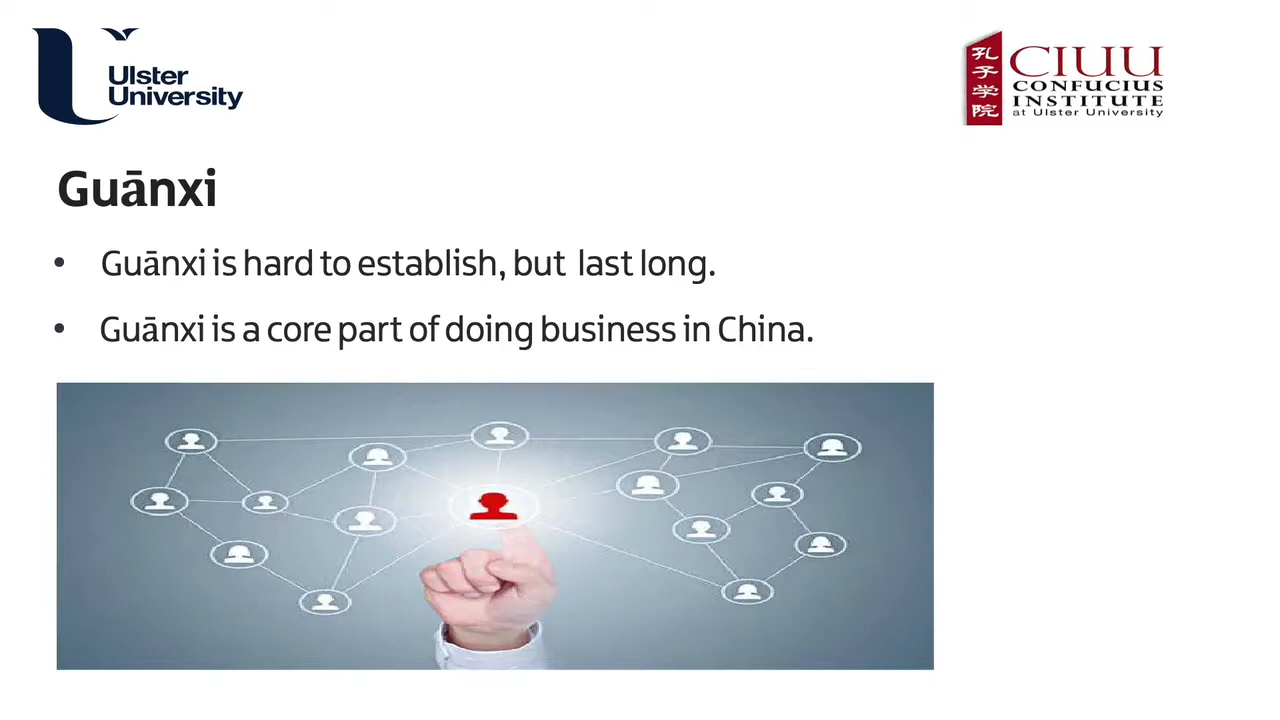 Ulster
University
孔子学院
CIUU
CONFUCIUS
INSTITUTE
at Ulster University
Guānxi
• Guānxi is hard to establish, but last long.
• Guānxi is a core part of doing business in China.